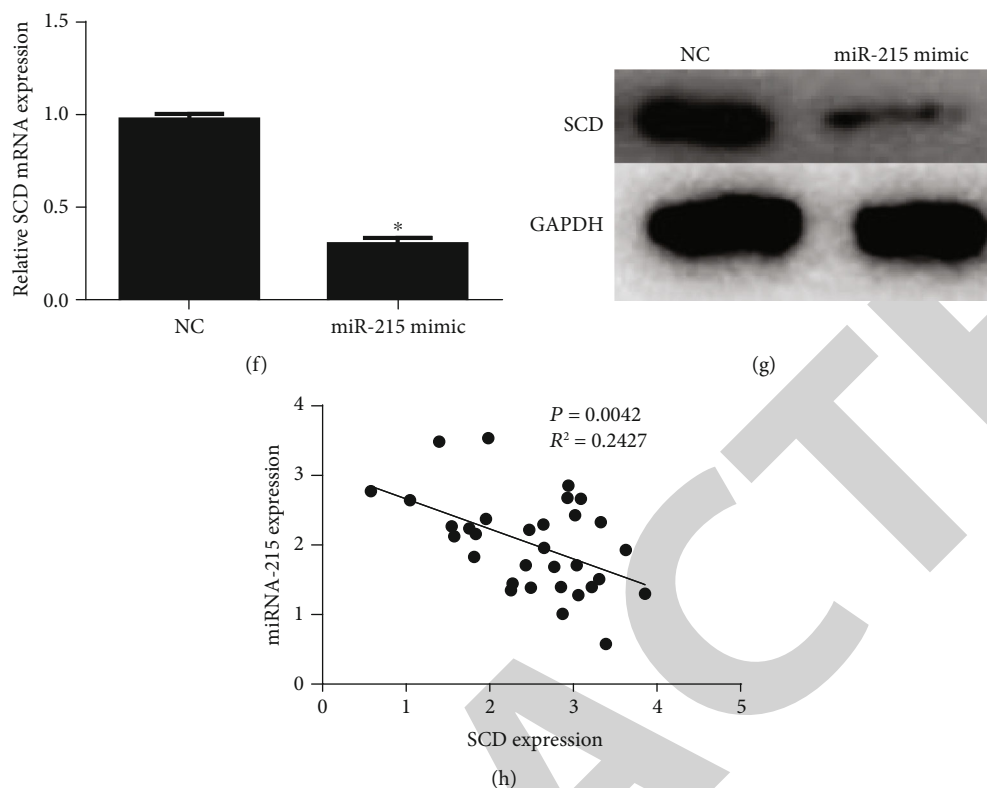 1.5
1.0
0.5
0.0
Relative SCD mRNA expression
*
NC
miR-215 mimic
(f)
NC
miR-215 mimic
SCD
GAPDH
(g)
4
3
2
1
0
miRNA-215 expression
P = 0.0042
R² = 0.2427
0 1 2 3 4 5
SCD expression
(h)